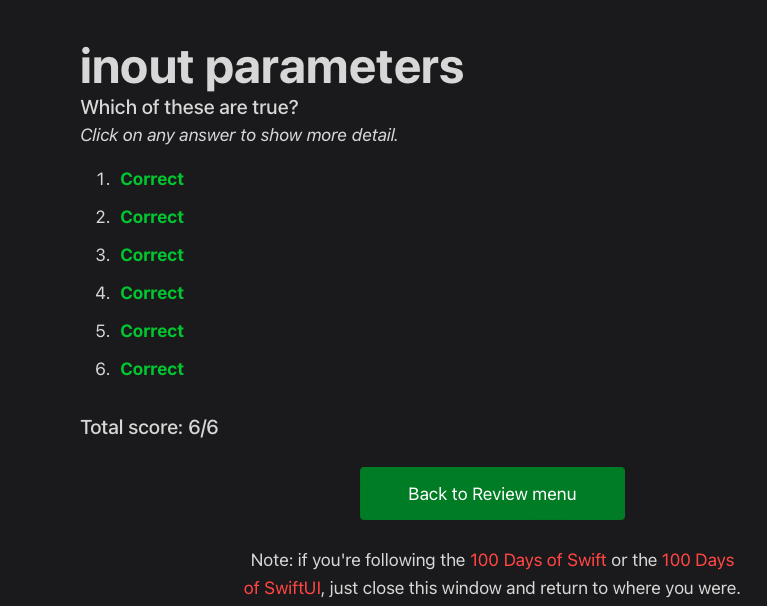 inout parameters
Which of these are true?
Click on any answer to show more detail.
1. Correct
2. Correct
3. Correct
4. Correct
5. Correct
6. Correct
Total score: 6/6
Back to Review menu
Note: if you're following the 100 Days of Swift or the 100 Days
of SwiftUI, just close this window and return to where you were.